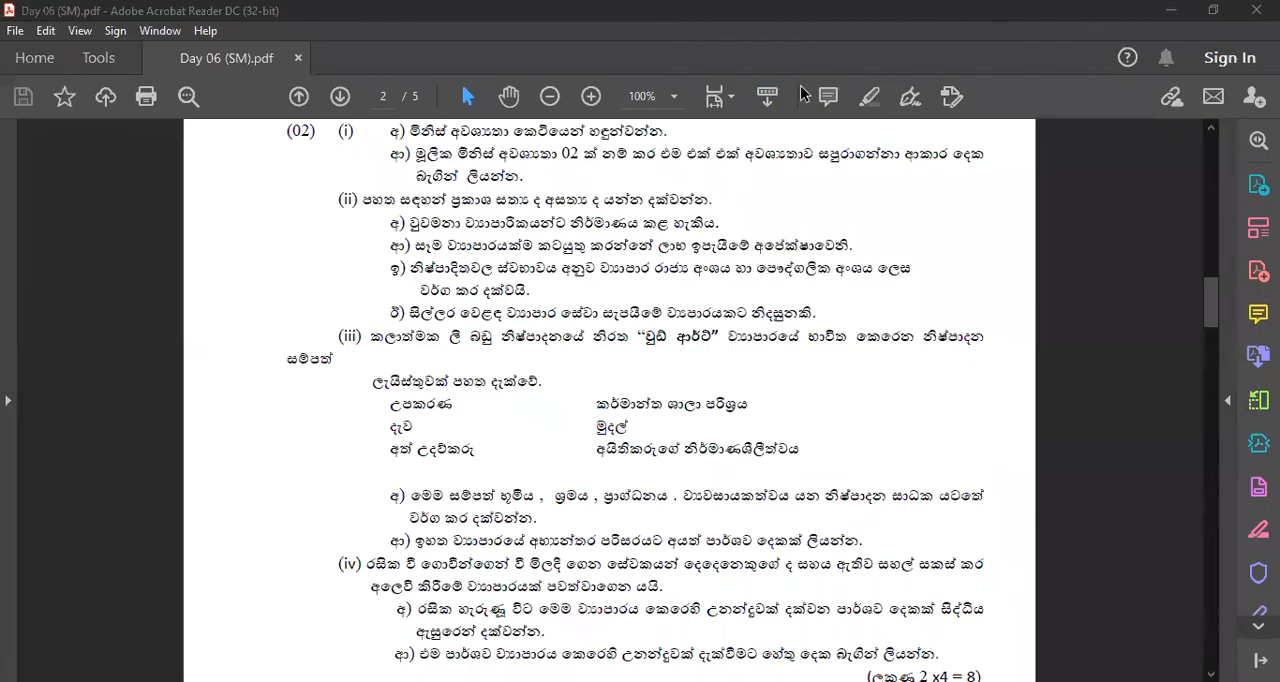 Day 06 (SM).pdf - Adobe Acrobat Reader DC (32-bit)
File Edit View Sign Window Help
Home Tools Day 06 (SM).pdf × Sign In
2 / 5 100%
(02) (i) අ) මිනිස් අවශ්‍යතා කෙටියෙන් හඳුන්වන්න.
ආ) මූලික මිනිස් අවශ්‍යතා 02 ක් නම් කර එම එක් එක් අවශ්‍යතාව සපුරාගන්නා ආකාර දෙක
බැගින් ලියන්න.
(ii) පහත සඳහන් ප්‍රකාශ සත්‍ය ද අසත්‍ය ද යන්න දක්වන්න.
අ) වුවමනා ව්‍යාපාරිකයන්ට නිර්මාණය කළ හැකිය.
ආ) සෑම ව්‍යාපාරයක්ම කටයුතු කරන්නේ ලාභ ඉපැයීමේ අපේක්ෂාවෙනි.
ඉ) නිෂ්පාදිතවල ස්වභාවය අනුව ව්‍යාපාර රාජ්‍ය අංශය හා පෞද්ගලික අංශය ලෙස
වර්ග කර දක්වයි.
ඊ) සිල්ලර වෙළඳ ව්‍යාපාර සේවා සැපයීමේ ව්‍යපාරයකට නිදසුනකි.
(iii) කලාත්මක ලී බඩු නිෂ්පාදනයේ නිරත “වුඩ් ආර්ට්” ව්‍යාපාරයේ භාවිත කෙරෙන නිෂ්පාදන
සම්පත්
ලැයිස්තුවක් පහත දැක්වේ.
උපකරණ කර්මාන්ත ශාලා පරිශ්‍රය
දැව මුදල්
අත් උදව්කරු අයිතිකරුගේ නිර්මාණශීලීත්වය
අ) මෙම සම්පත් භූමිය , ශ්‍රමය , ප්‍රාග්ධනය . ව්‍යවසායකත්වය යන නිෂ්පාදන සාධක යටතේ
වර්ග කර දක්වන්න.
ආ) ඉහත ව්‍යාපාරයේ අභ්‍යන්තර පරිසරයට අයත් පාර්ශව දෙකක් ලියන්න.
(iv) රසික වී ගොවීන්ගෙන් වී මිලදී ගෙන සේවකයන් දෙදෙනෙකුගේ ද සහය ඇතිව සහල් සකස් කර
අලෙවි කිරීමේ ව්‍යාපාරයක් පවත්වාගෙන යයි.
අ) රසික හැරුණු විට මෙම ව්‍යාපාරය කෙරෙහි උනන්දුවක් දක්වන පාර්ශව දෙකක් සිද්ධිය
ඇසුරෙන් දක්වන්න.
ආ) එම පාර්ශව ව්‍යාපාරය කෙරෙහි උනන්දුවක් දැක්වීමට හේතු දෙක බැගින් ලියන්න.
(ලකුණු 2 x4 = 8)